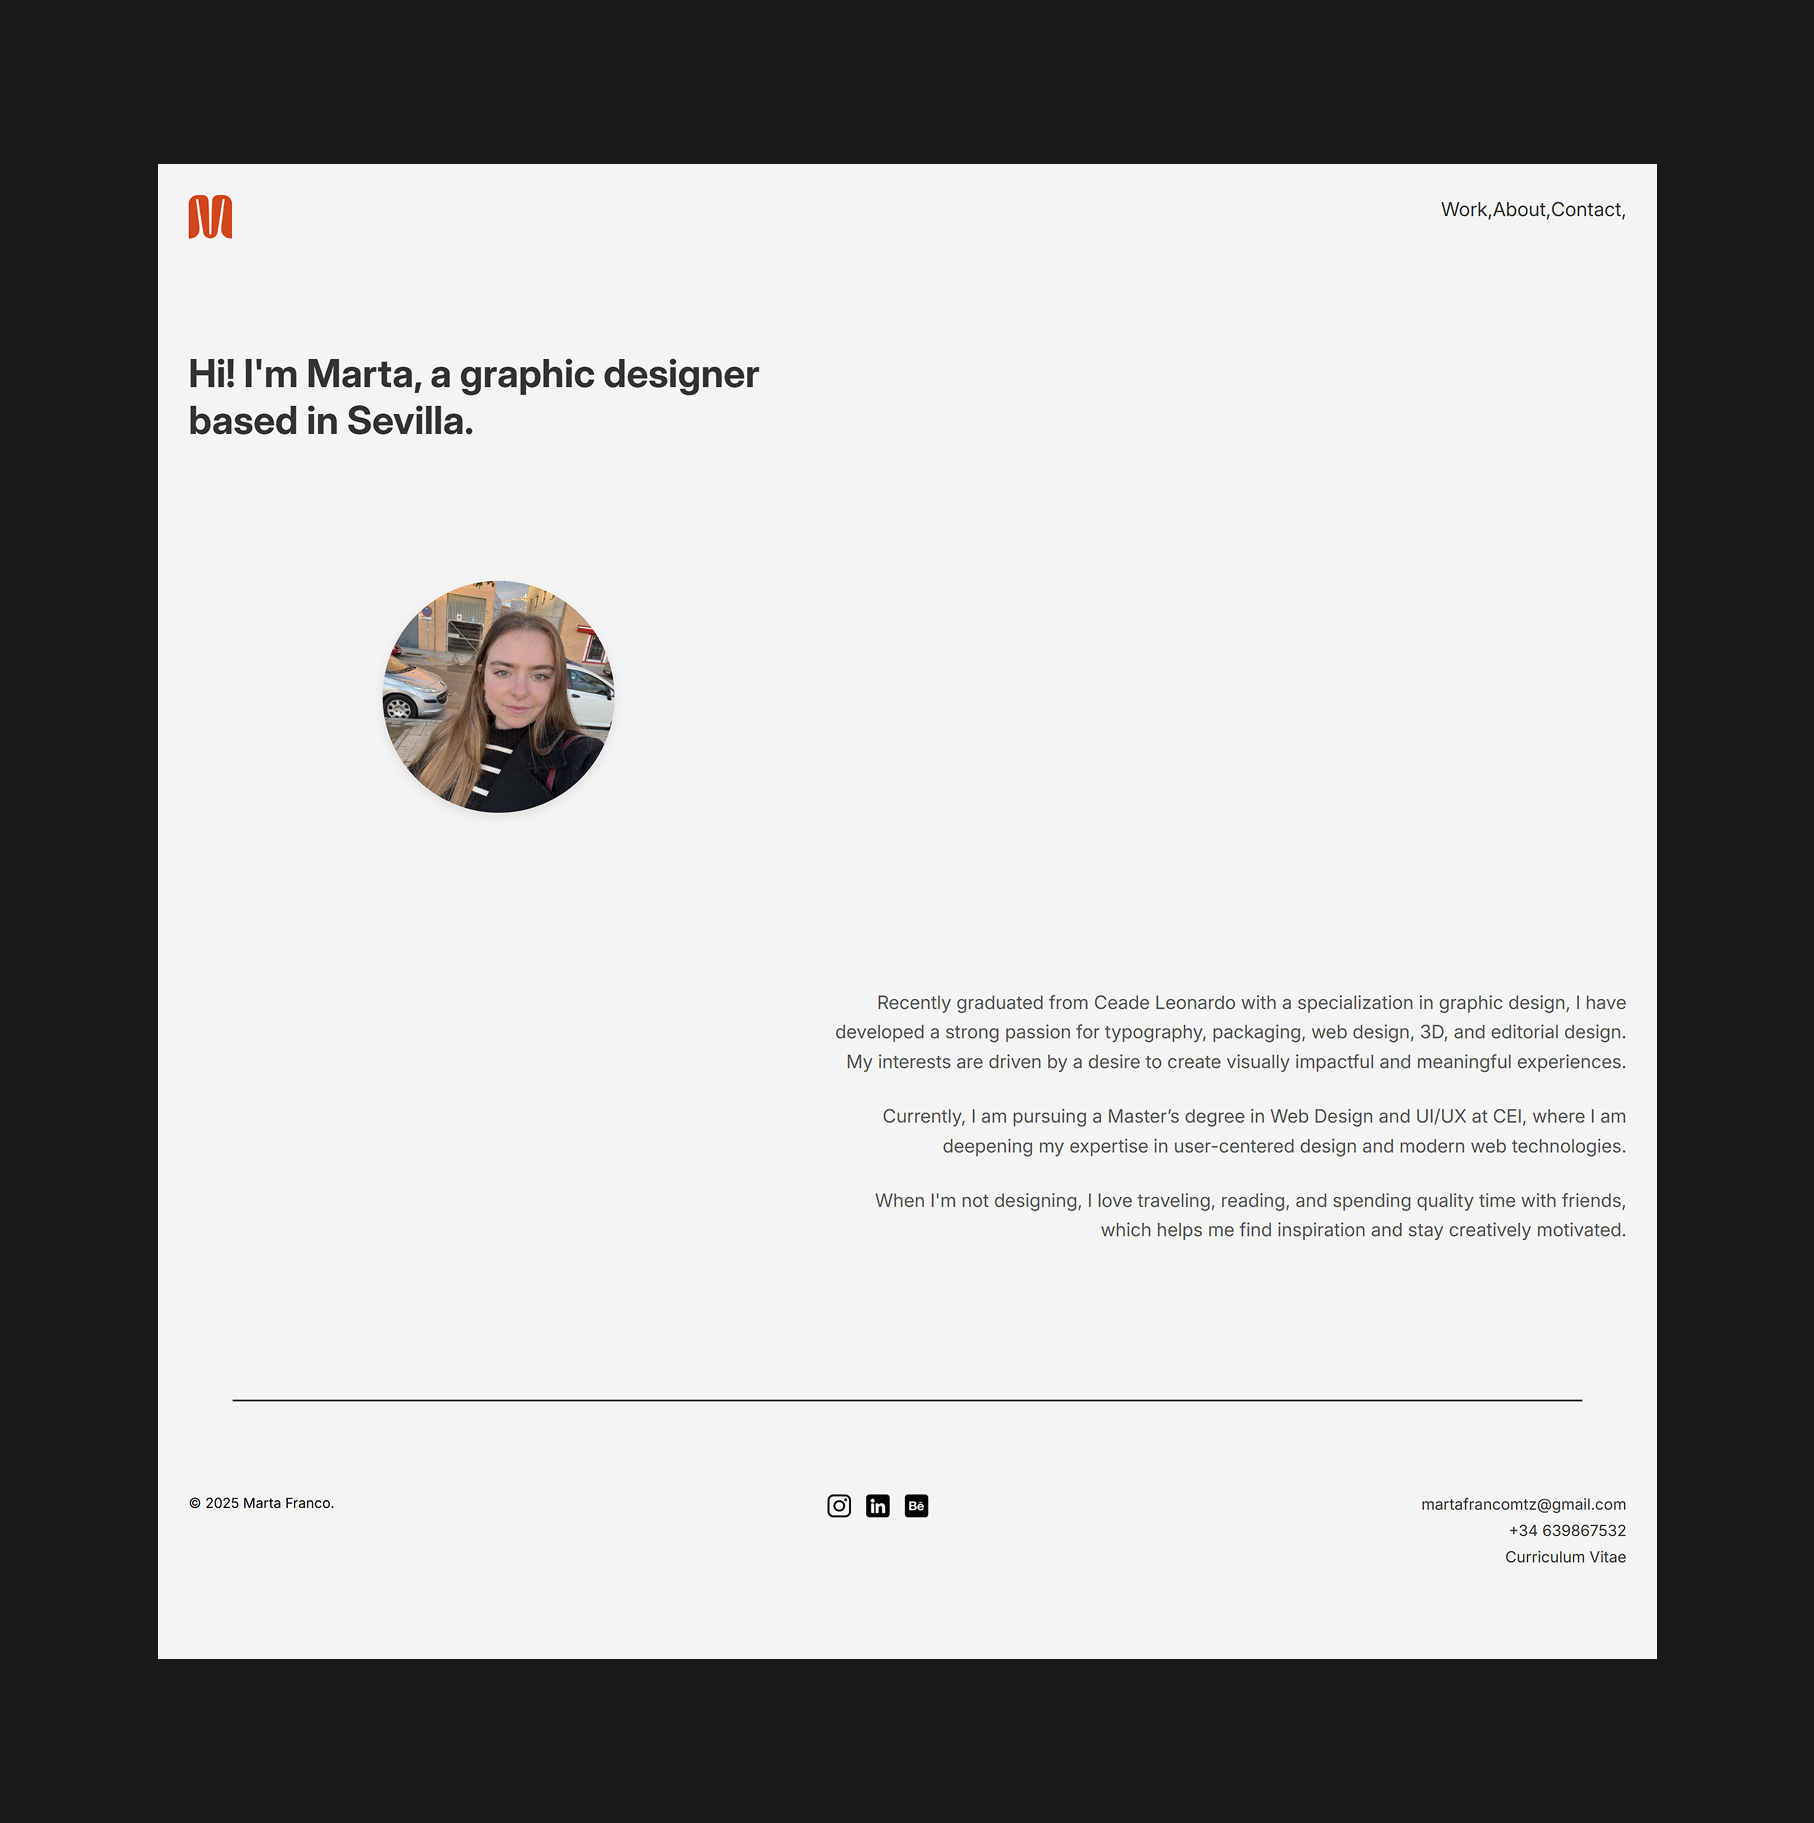 Work,About,Contact,
Hi! I'm Marta, a graphic designer
based in Sevilla.
Recently graduated from Ceade Leonardo with a specialization in graphic design, I have
developed a strong passion for typography, packaging, web design, 3D, and editorial design.
My interests are driven by a desire to create visually impactful and meaningful experiences.
Currently, I am pursuing a Master’s degree in Web Design and UI/UX at CEI, where I am
deepening my expertise in user-centered design and modern web technologies.
When I'm not designing, I love traveling, reading, and spending quality time with friends,
which helps me find inspiration and stay creatively motivated.
© 2025 Marta Franco.
in
Bē
martafrancomtz@gmail.com
+34 639867532
Curriculum Vitae